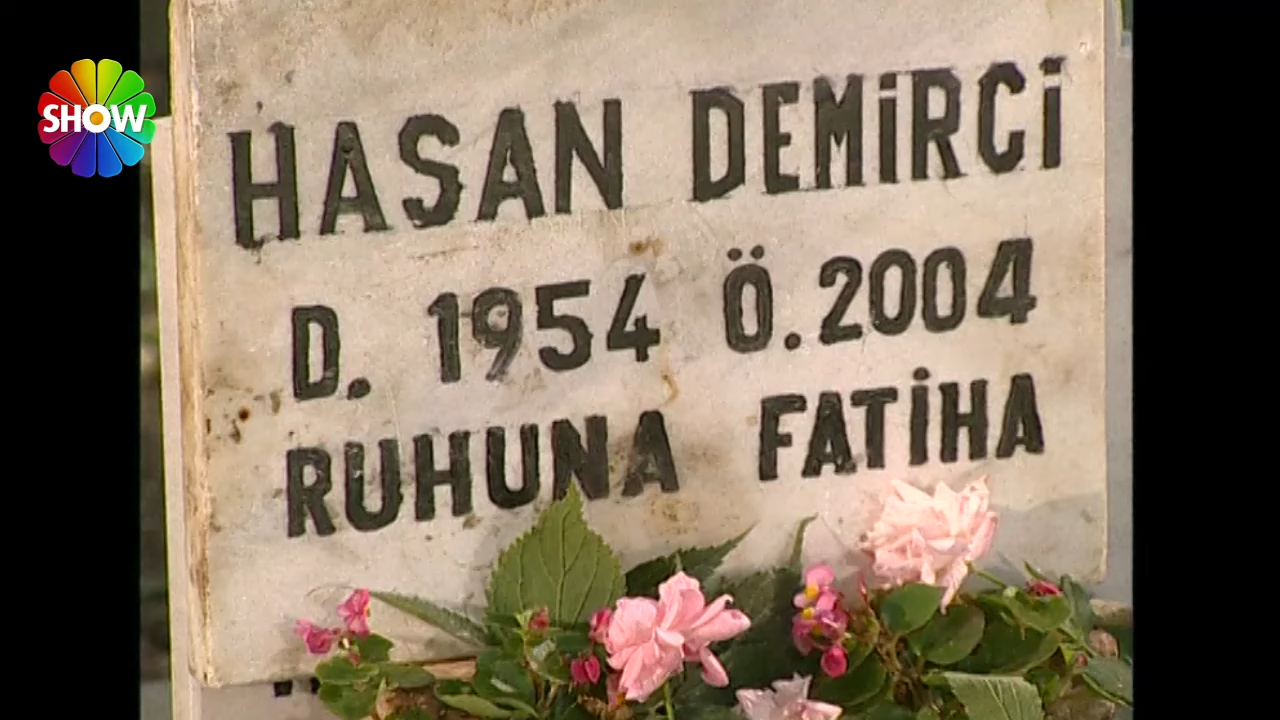 SHOW
HASAN DEMİRCİ
D. 1954 Ö.2004
RUHUNA FATİHA